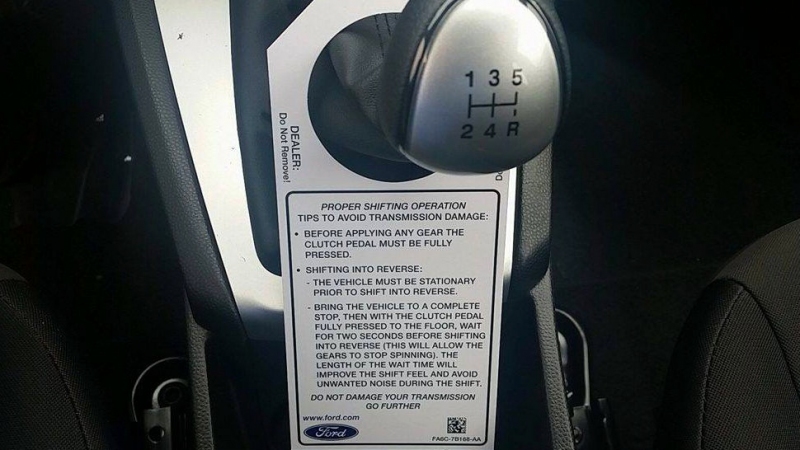 1 3 5
2 4 R
DEALER:
Do Not Remove!
PROPER SHIFTING OPERATION
TIPS TO AVOID TRANSMISSION DAMAGE:
• BEFORE APPLYING ANY GEAR THE
CLUTCH PEDAL MUST BE FULLY
PRESSED.
• SHIFTING INTO REVERSE:
- THE VEHICLE MUST BE STATIONARY
PRIOR TO SHIFT INTO REVERSE.
- BRING THE VEHICLE TO A COMPLETE
STOP, THEN WITH THE CLUTCH PEDAL
FULLY PRESSED TO THE FLOOR, WAIT
FOR TWO SECONDS BEFORE SHIFTING
INTO REVERSE (THIS WILL ALLOW THE
GEARS TO STOP SPINNING). THE
LENGTH OF THE WAIT TIME WILL
IMPROVE THE SHIFT FEEL AND AVOID
UNWANTED NOISE DURING THE SHIFT.
DO NOT DAMAGE YOUR TRANSMISSION
GO FURTHER
www.ford.com
Ford
FA6C-7B168-AA